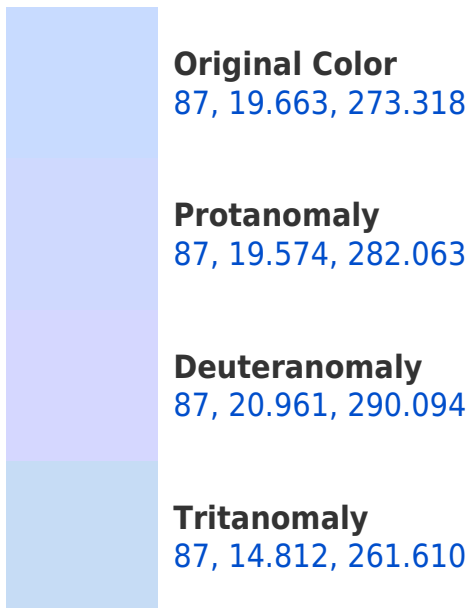 Original Color
87, 19.663, 273.318
Protanomaly
87, 19.574, 282.063
Deuteranomaly
87, 20.961, 290.094
Tritanomaly
87, 14.812, 261.610